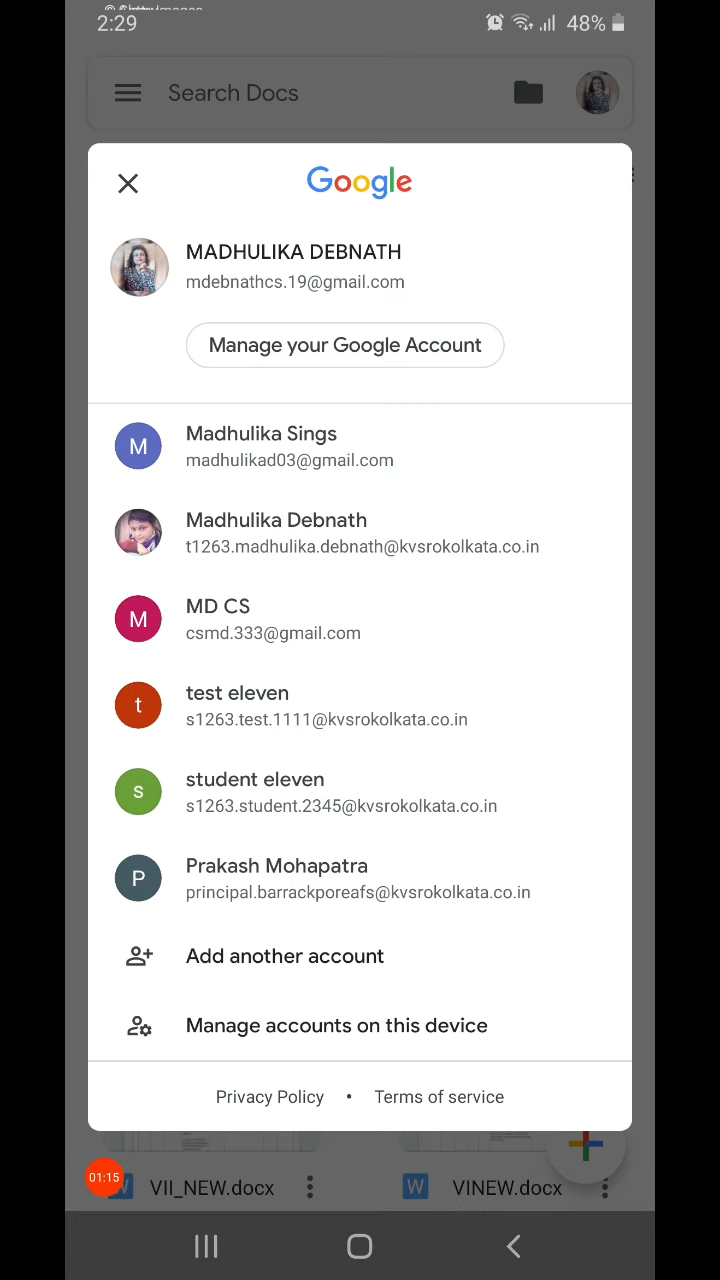 2:29
48%
Search Docs
Google
MADHULIKA DEBNATH
mdebnathcs.19@gmail.com
Manage your Google Account
M
Madhulika Sings
madhulikad03@gmail.com
Madhulika Debnath
t1263.madhulika.debnath@kvsrokolkata.co.in
M
MD CS
csmd.333@gmail.com
t
test eleven
s1263.test.1111@kvsrokolkata.co.in
s
student eleven
s1263.student.2345@kvsrokolkata.co.in
P
Prakash Mohapatra
principal.barrackporeafs@kvsrokolkata.co.in
Add another account
Manage accounts on this device
Privacy Policy • Terms of service
01:15
W VII_NEW.docx
W VINEW.docx